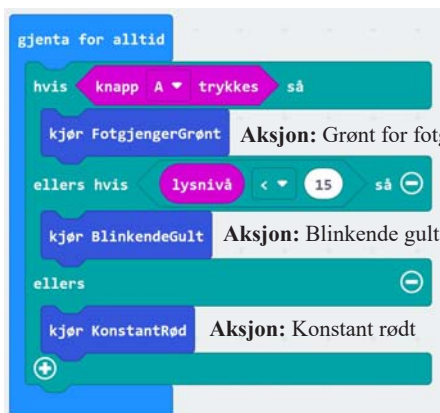 gjenta for alltid
hvis knapp A trykkes så
kjør FotgjengerGrønt Aksjon: Grønt for
ellers hvis lysnivå < 15 så
kjør BlinkendeGult Aksjon: Blinkende gult
ellers
kjør KonstantRød Aksjon: Konstant rødt